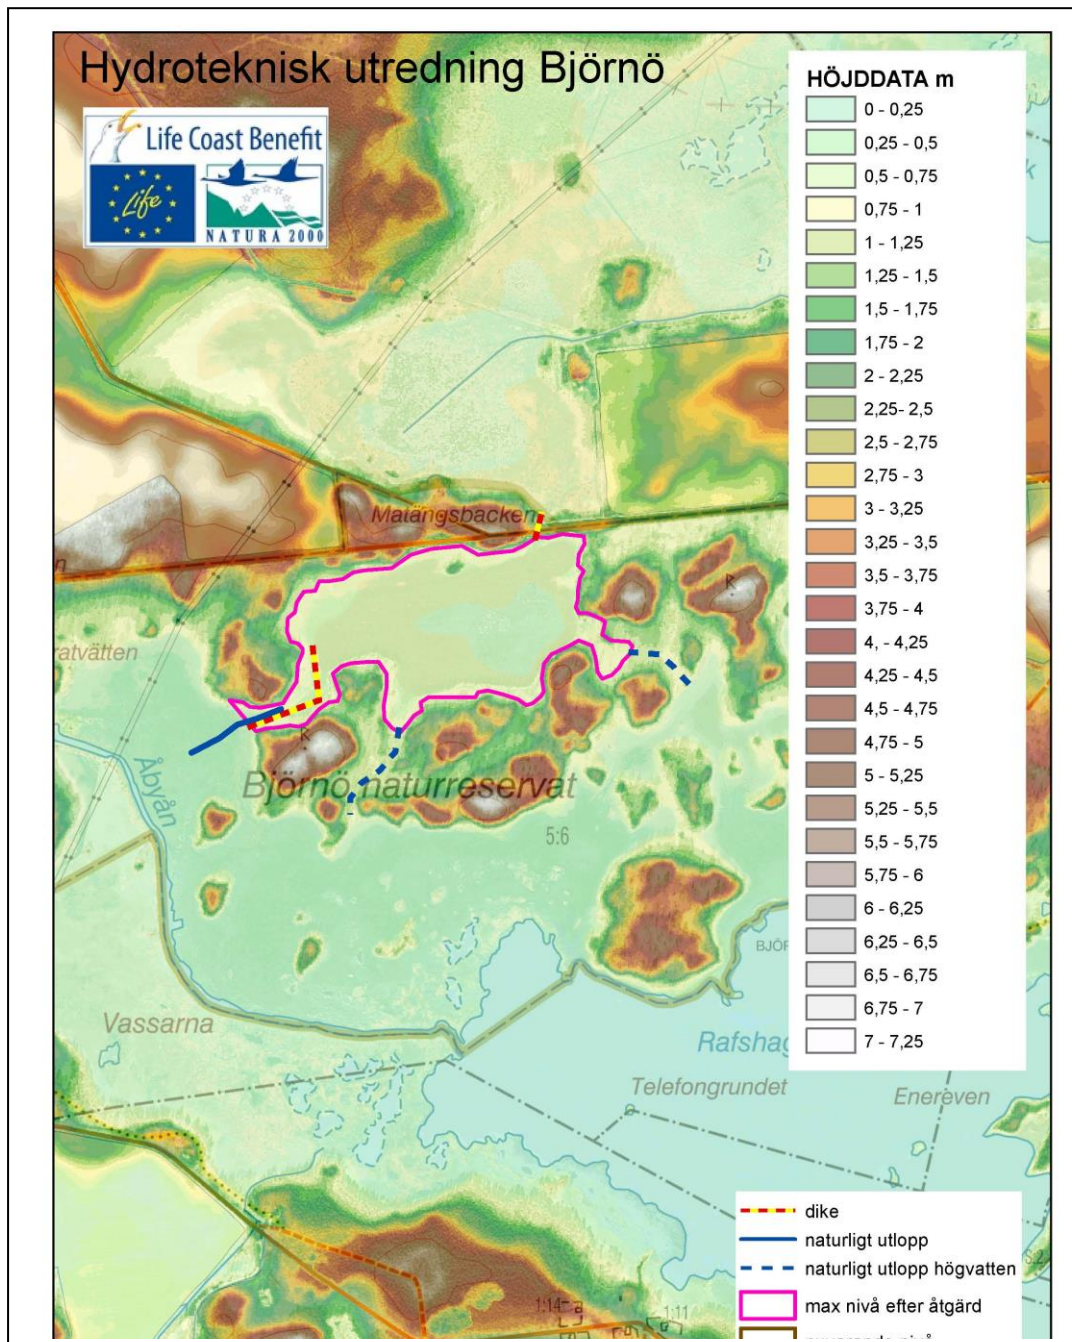 Hydroteknisk utredning Björnö
Life Coast Benefit
Life
NATURA 2000
HÖJDDATA m
0 - 0,25
0,25 - 0,5
0,5 - 0,75
0,75 - 1
1 - 1,25
1,25 - 1,5
1,5 - 1,75
1,75 - 2
2 - 2,25
2,25- 2,5
2,5 - 2,75
2,75 - 3
3 - 3,25
3,25 - 3,5
3,5 - 3,75
3,75 - 4
4, - 4,25
4,25 - 4,5
4,5 - 4,75
4,75 - 5
5 - 5,25
5,25 - 5,5
5,5 - 5,75
5,75 - 6
6 - 6,25
6,25 - 6,5
6,5 - 6,75
6,75 - 7
7 - 7,25
Matängsbacken
R
ratvätten
R
Åbyån
Björnö naturreservat
5:6
BJÖR
Vassarna
Rafshag
Telefongrundet
Enereven
1:14
1:11
dike
naturligt utlopp
naturligt utlopp högvatten
max nivå efter åtgärd